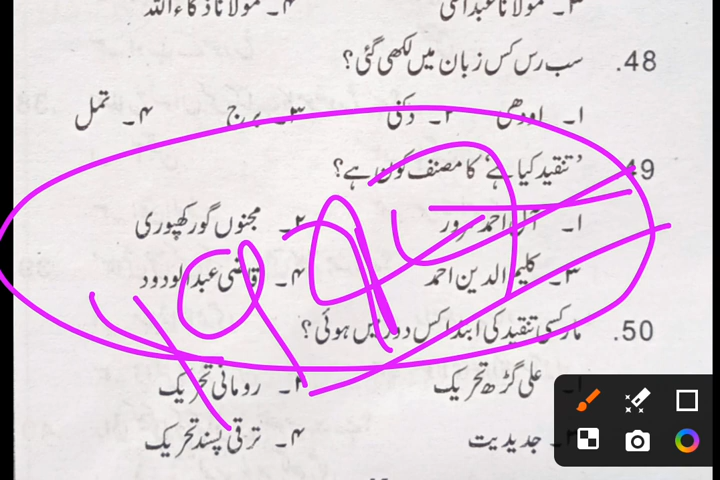 ۳۔ مولانا عبدالحق ۴۔ مولانا ذکاءاللہ
48. سب رس کس زبان میں لکھی گئی؟
۱۔ اودھی ۲۔ دکنی ۳۔ برج ۴۔ تمل
49 ’تنقید کیا ہے‘ کا مصنف کون ہے؟
۱۔ آل احمد سرور ۲۔ مجنوں گورکھپوری
۳۔ کلیم الدین احمد ۴۔ قاضی عبدالودود
50. مارکسی تنقید کی ابتدا کس دور میں ہوئی؟
۱۔ علی گڑھ تحریک ۲۔ رومانی تحریک
۳۔ جدیدیت ۴۔ ترقی پسند تحریک